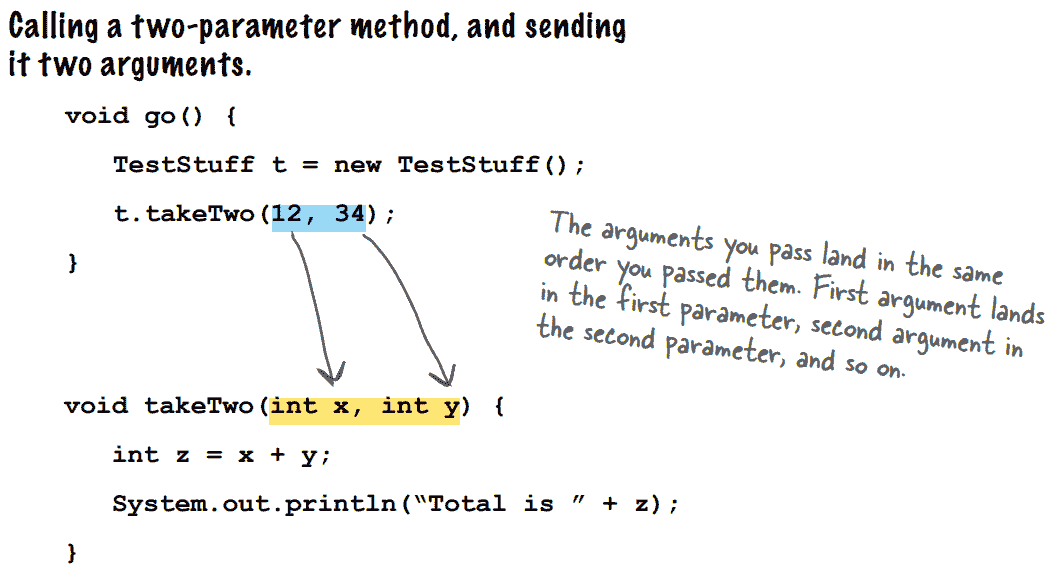 Calling a two-parameter method, and sending
it two arguments.
void go() {
TestStuff t = new TestStuff();
t.takeTwo(12, 34);
}
The arguments you pass land in the same
order you passed them. First argument lands
in the first parameter, second argument in
the second parameter, and so on.
void takeTwo(int x, int y) {
int z = x + y;
System.out.println(“Total is ” + z);
}